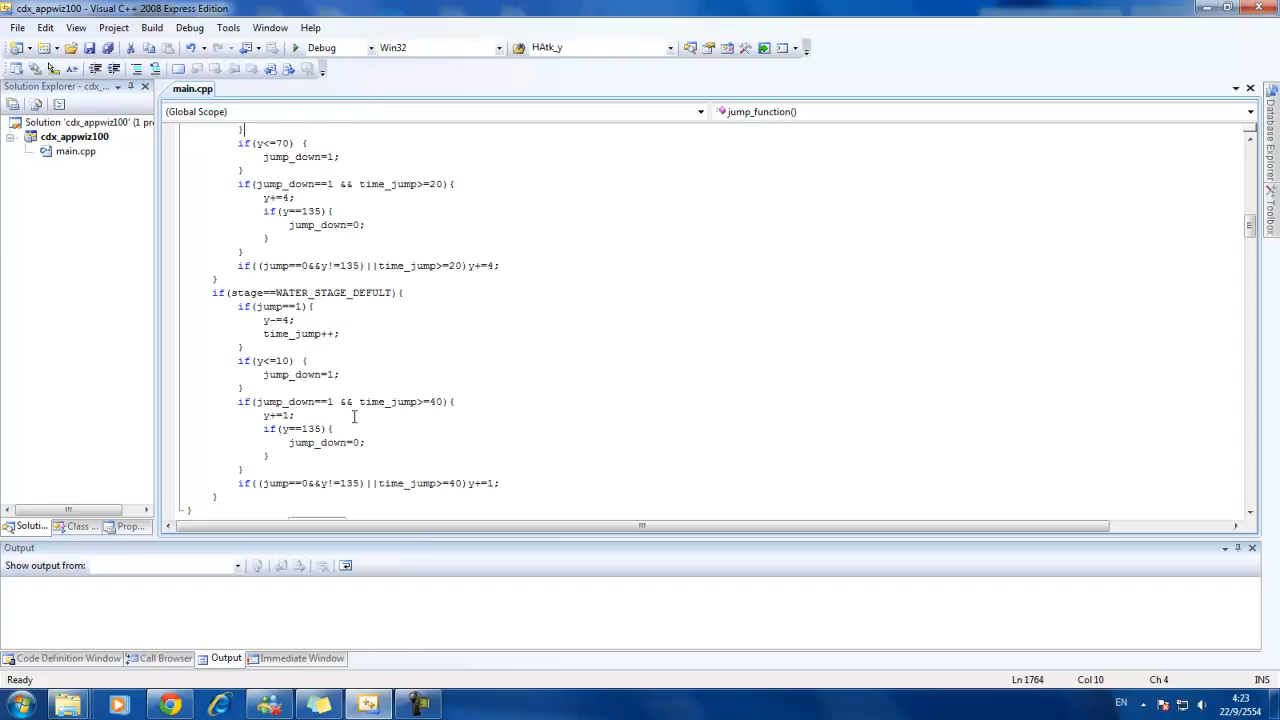 cdx_appwiz100 - Visual C++ 2008 Express Edition
File Edit View Project Build Debug Tools Window Help
Debug Win32 HAtk_y
Solution Explorer - cdx_... main.cpp
(Global Scope) jump_function()
Solution 'cdx_appwiz100' (1 pr
cdx_appwiz100
main.cpp
}
if(y<=70) {
jump_down=1;
}
if(jump_down==1 && time_jump>=20){
y+=4;
if(y==135){
jump_down=0;
}
}
if((jump==0&&y!=135)||time_jump>=20)y+=4;
}
if(stage==WATER_STAGE_DEFULT){
if(jump==1){
y-=4;
time_jump++;
}
if(y<=10) {
jump_down=1;
}
if(jump_down==1 && time_jump>=40){
y+=1;
if(y==135){
jump_down=0;
}
}
if((jump==0&&y!=135)||time_jump>=40)y+=1;
}
}
Database Explorer
Toolbox
Soluti... Class ... Prop...
Output
Show output from:
Code Definition Window Call Browser Output Immediate Window
Ready Ln 1764 Col 10 Ch 4 INS
EN 4:23
22/9/2554